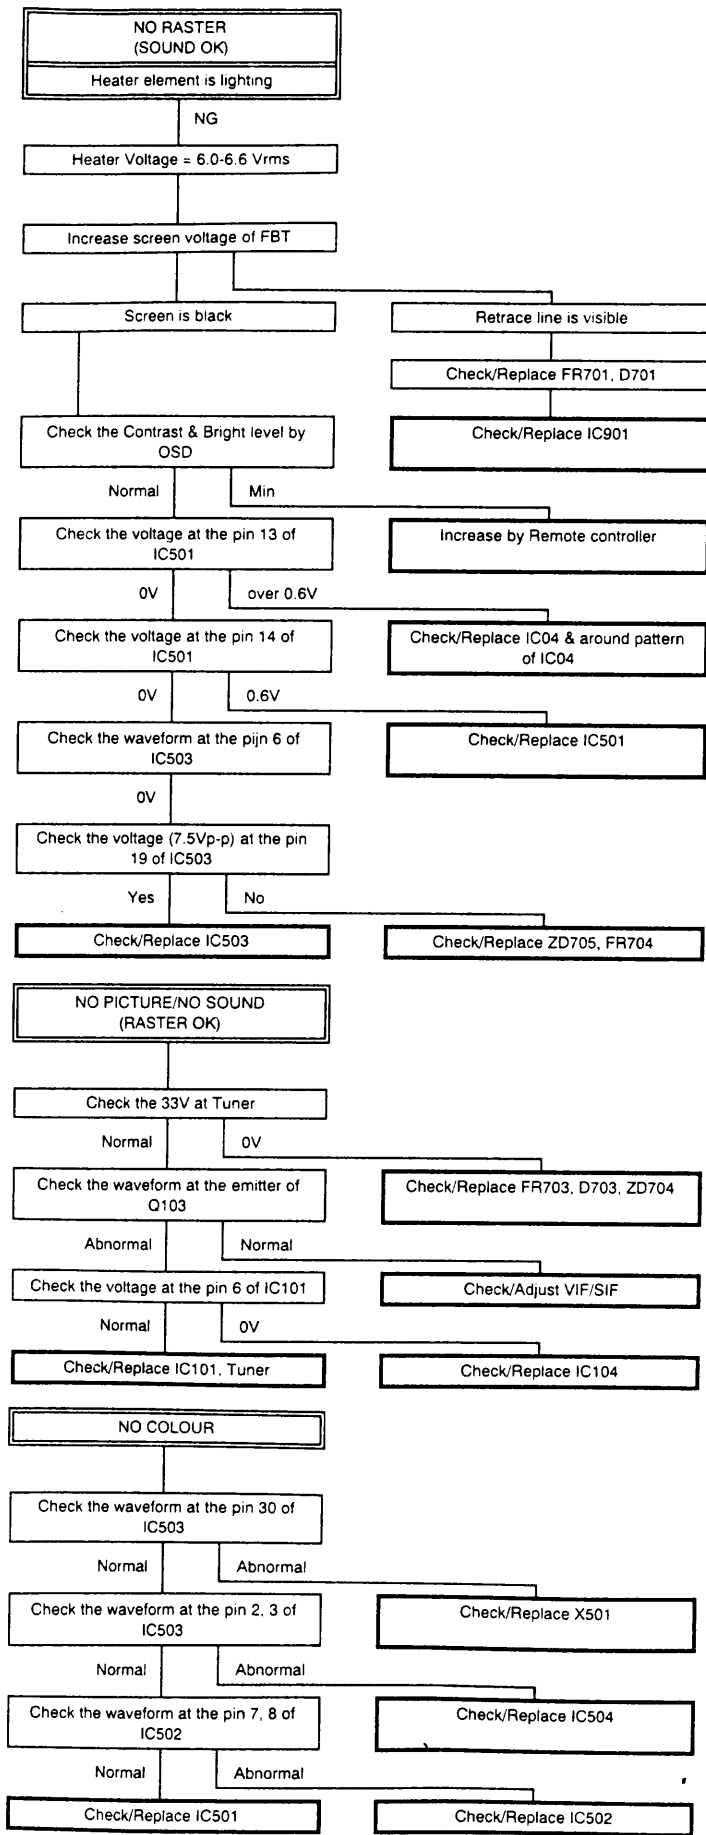 NO RASTER
(SOUND OK)
Heater element is lighting
NG
Heater Voltage = 6.0-6.6 Vrms
Increase screen voltage of FBT
Screen is black
Retrace line is visible
Check/Replace FR701, D701
Check the Contrast & Bright level by
OSD
Check/Replace IC901
Normal
Min
Check the voltage at the pin 13 of
IC501
Increase by Remote controller
0V
over 0.6V
Check the voltage at the pin 14 of
IC501
Check/Replace IC04 & around pattern
of IC04
0V
0.6V
Check the waveform at the pijn 6 of
IC503
Check/Replace IC501
0V
Check the voltage (7.5Vp-p) at the pin
19 of IC503
Yes
No
Check/Replace IC503
Check/Replace ZD705, FR704
NO PICTURE/NO SOUND
(RASTER OK)
Check the 33V at Tuner
Normal
0V
Check the waveform at the emitter of
Q103
Check/Replace FR703, D703, ZD704
Abnormal
Normal
Check the voltage at the pin 6 of IC101
Check/Adjust VIF/SIF
Normal
0V
Check/Replace IC101, Tuner
Check/Replace IC104
NO COLOUR
Check the waveform at the pin 30 of
IC503
Normal
Abnormal
Check the waveform at the pin 2, 3 of
IC503
Check/Replace X501
Normal
Abnormal
Check the waveform at the pin 7, 8 of
IC502
Check/Replace IC504
Normal
Abnormal
Check/Replace IC501
Check/Replace IC502